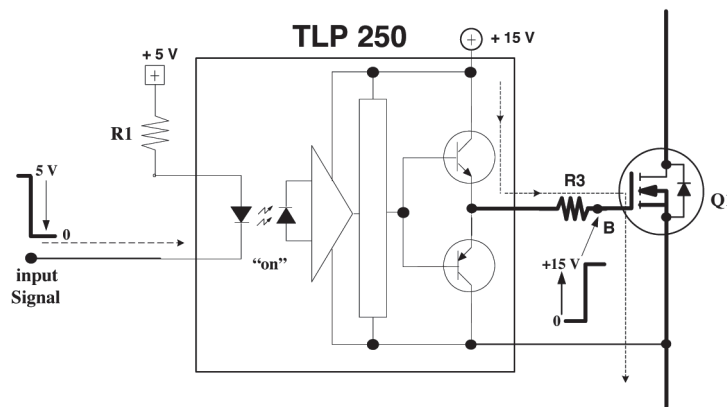 TLP 250
+ 15 V
+ 5 V
+
+
R1
5 V
0
input
Signal
“on”
R3
B
Q
+15 V
0